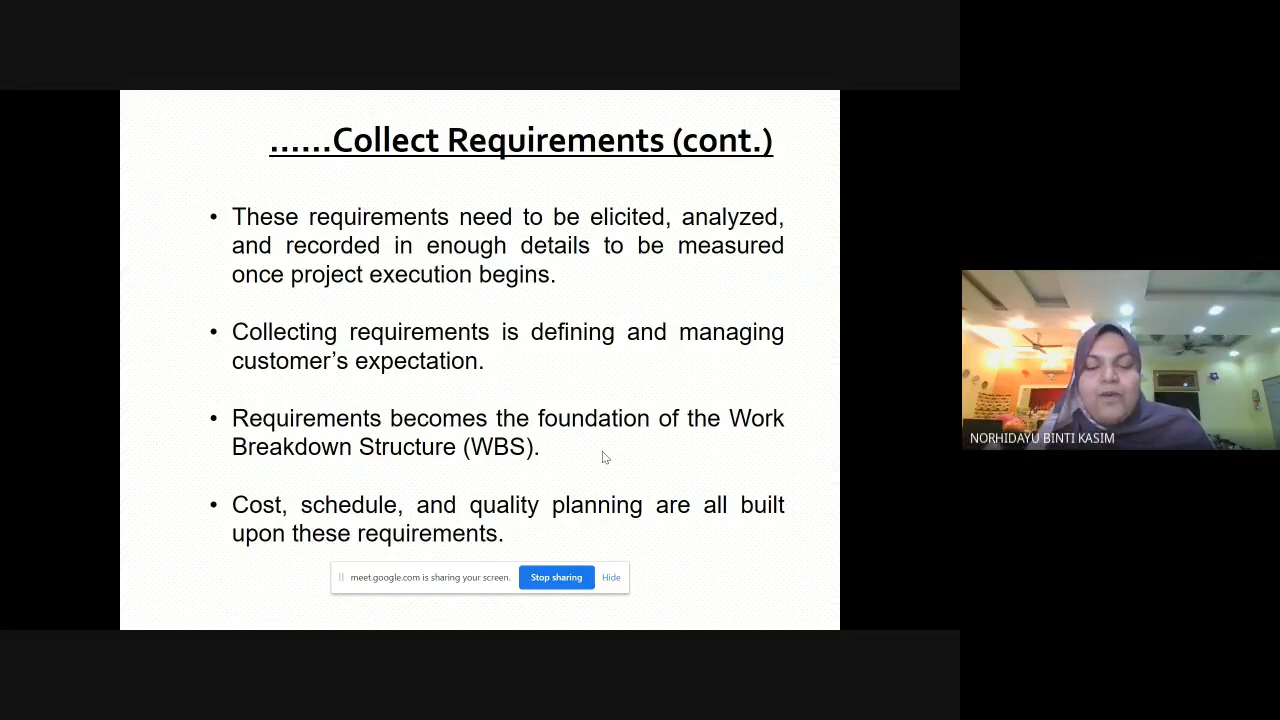 ......Collect Requirements (cont.)
• These requirements need to be elicited, analyzed,
and recorded in enough details to be measured
once project execution begins.
• Collecting requirements is defining and managing
customer’s expectation.
• Requirements becomes the foundation of the Work
Breakdown Structure (WBS).
• Cost, schedule, and quality planning are all built
upon these requirements.
meet.google.com is sharing your screen. Stop sharing Hide
NORHIDAYU BINTI KASIM